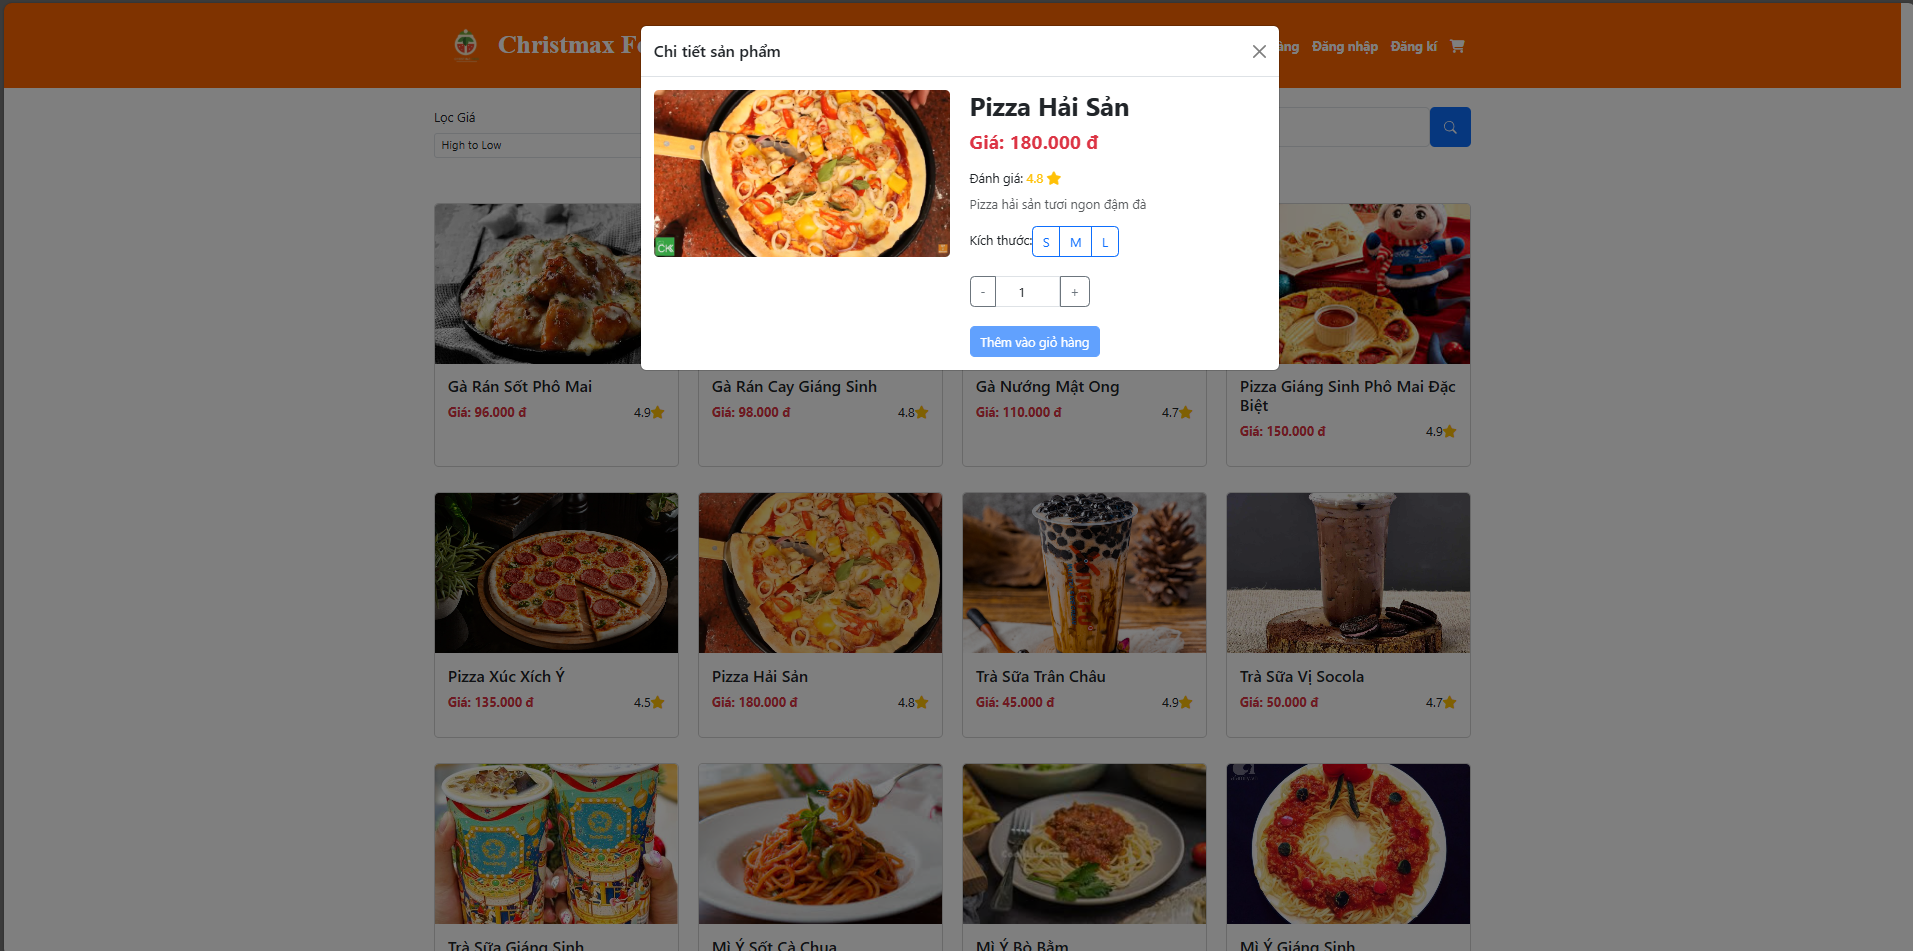 Christmax Fo
Chi tiết sản phẩm
Đăng nhập
Đăng kí
Lọc Giá
High to Low
Pizza Hải Sản
Giá: 180.000 đ
Đánh giá: 4.8
Pizza hải sản tươi ngon đậm đà
Kích thước: S M L
- 1 +
Thêm vào giỏ hàng
Gà Rán Sốt Phô Mai
Giá: 96.000 đ 4.9
Gà Rán Cay Giáng Sinh
Giá: 98.000 đ 4.8
Gà Nướng Mật Ong
Giá: 110.000 đ 4.7
Pizza Giáng Sinh Phô Mai Đặc
Biệt
Giá: 150.000 đ 4.9
Pizza Xúc Xích Ý
Giá: 135.000 đ 4.5
Pizza Hải Sản
Giá: 180.000 đ 4.8
Trà Sữa Trân Châu
Giá: 45.000 đ 4.9
Trà Sữa Vị Socola
Giá: 50.000 đ 4.7
Trà Sữa Giáng Sinh
Mì Ý Sốt Cà Chua
Mì Ý Bò Bằm
Mì Ý Giáng Sinh